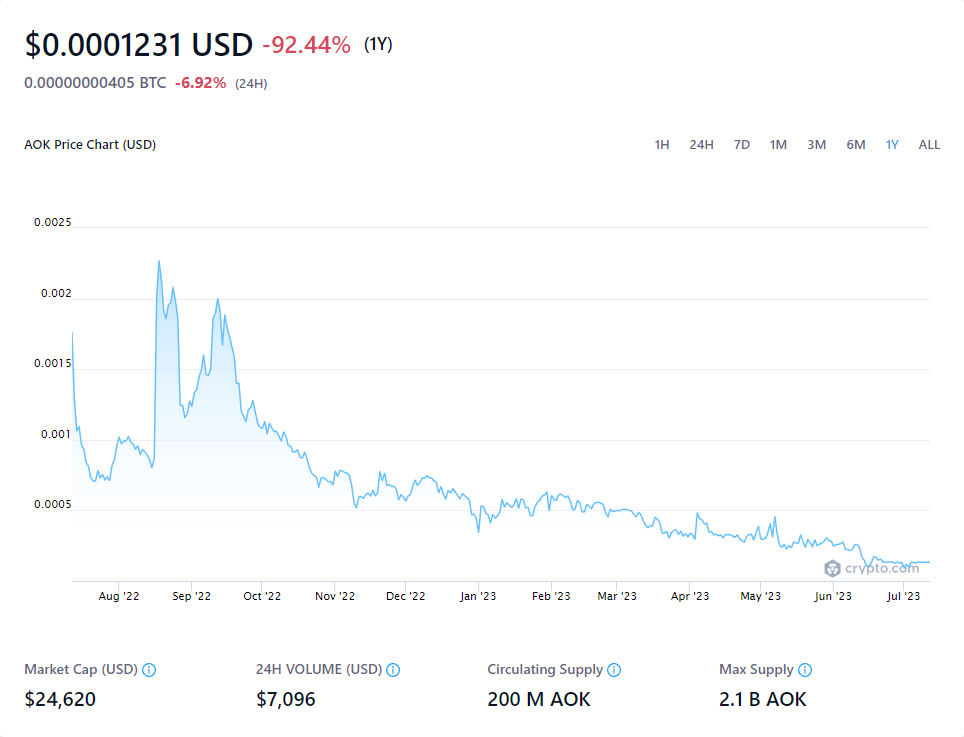 $0.0001231 USD -92.44% (1Y)
0.00000000405 BTC -6.92% (24H)
AOK Price Chart (USD) 1H 24H 7D 1M 3M 6M 1Y ALL
0.0025
0.002
0.0015
0.001
0.0005
crypto.com
Aug '22 Sep '22 Oct '22 Nov '22 Dec '22 Jan '23 Feb '23 Mar '23 Apr '23 May '23 Jun '23 Jul '23
Market Cap (USD) 24H VOLUME (USD) Circulating Supply Max Supply
$24,620 $7,096 200 M AOK 2.1 B AOK